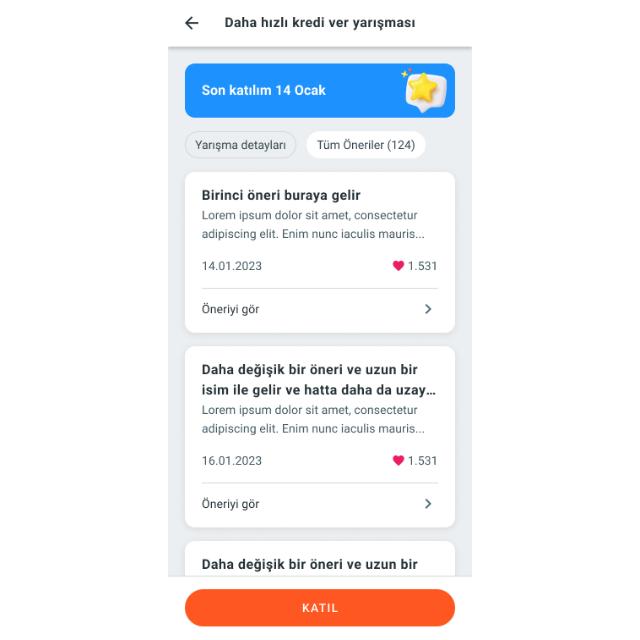 Daha hızlı kredi ver yarışması
Son katılım 14 Ocak
Yarışma detayları
Tüm Öneriler (124)
Birinci öneri buraya gelir
Lorem ipsum dolor sit amet, consectetur
adipiscing elit. Enim nunc iaculis mauris...
14.01.2023
1.531
Öneriyi gör
Daha değişik bir öneri ve uzun bir
isim ile gelir ve hatta daha da uzay...
Lorem ipsum dolor sit amet, consectetur
adipiscing elit. Enim nunc iaculis mauris...
16.01.2023
1.531
Öneriyi gör
Daha değişik bir öneri ve uzun bir
KATIL